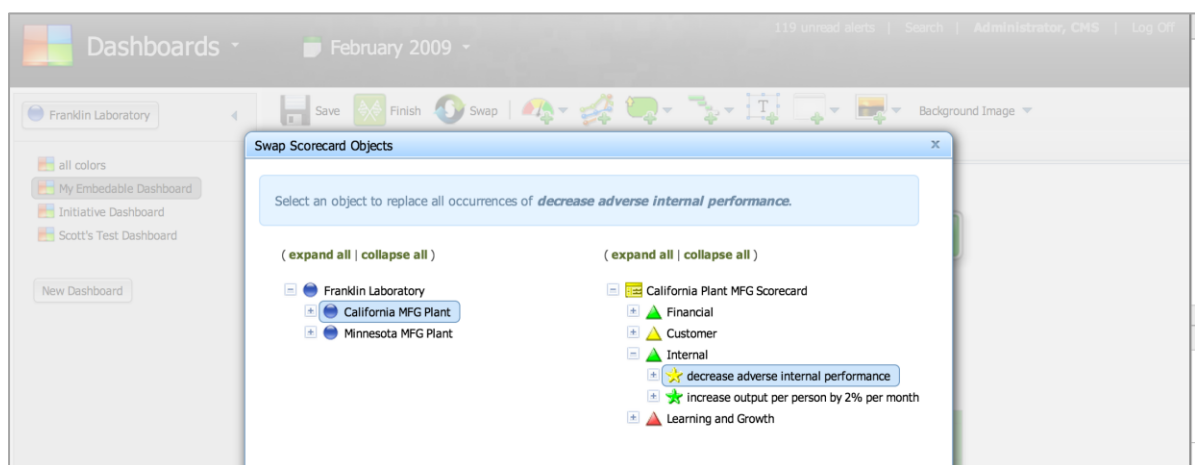 119 unread alerts | Search | Administrator, CMS | Log Off
Dashboards
February 2009
Franklin Laboratory
Save Finish Swap Background Image
all colors
My Embedable Dashboard
Initiative Dashboard
Scott's Test Dashboard
New Dashboard
Swap Scorecard Objects x
Select an object to replace all occurrences of decrease adverse internal performance.
( expand all | collapse all )
Franklin Laboratory
California MFG Plant
Minnesota MFG Plant
( expand all | collapse all )
California Plant MFG Scorecard
Financial
Customer
Internal
decrease adverse internal performance
increase output per person by 2% per month
Learning and Growth